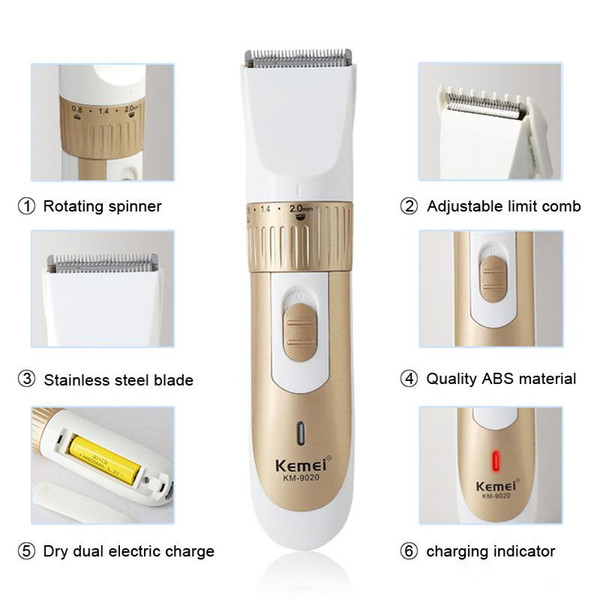 0.8 • 1.4 • 2.0mm
① Rotating spinner
② Adjustable limit comb
• 1.4 • 2.0mm
③ Stainless steel blade
④ Quality ABS material
Kemei
KM-9020
Kemei
KM-9020
⑤ Dry dual electric charge
⑥ charging indicator